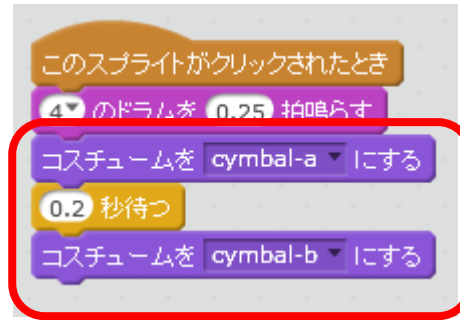 このスプライトがクリックされたとき
4 のドラムを 0.25 拍鳴らす
コスチュームを cymbal-a にする
0.2 秒待つ
コスチュームを cymbal-b にする